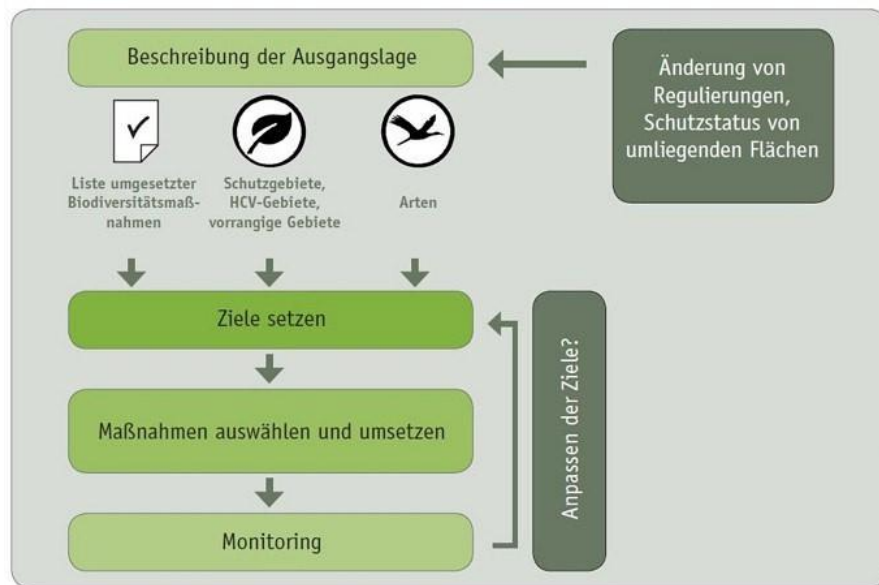 Beschreibung der Ausgangslage
Änderung von
Regulierungen,
Schutzstatus von
umliegenden Flächen
Liste umgesetzter
Biodiversitätsmaß-
nahmen
Schutzgebiete,
HCV-Gebiete,
vorrangige Gebiete
Arten
Ziele setzen
Maßnahmen auswählen und umsetzen
Monitoring
Anpassen der Ziele?